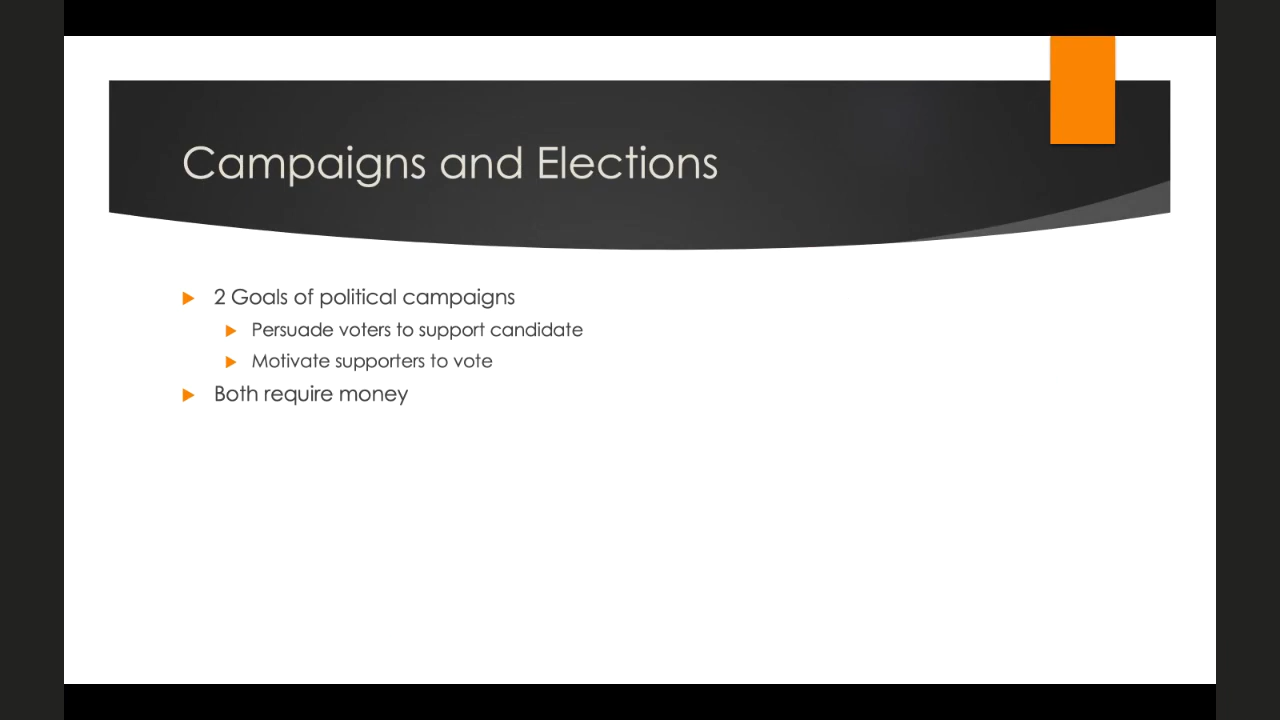 Campaigns and Elections
2 Goals of political campaigns
Persuade voters to support candidate
Motivate supporters to vote
Both require money